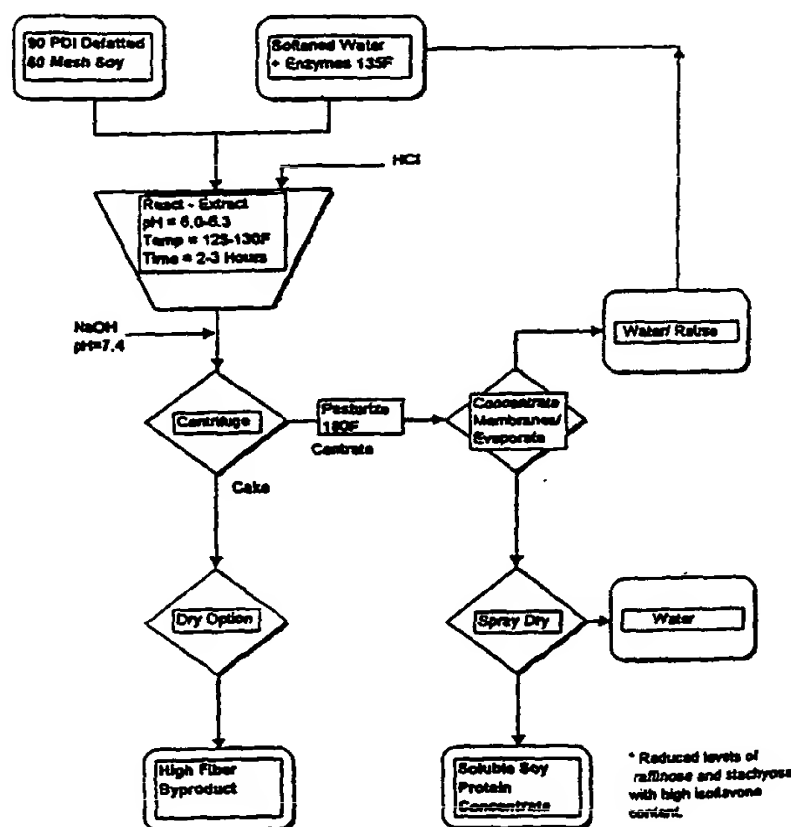 90 PDI Defatted
60 Mesh Soy
Softened Water
+ Enzymes 135F
HCl
React - Extract
pH = 6.0-6.3
Temp = 125-130F
Time = 2-3 Hours
NaOH
pH=7.4
Water/ Rinse
Centrifuge
Pasturize
180F
Centrate
Concentrate
Membranes/
Evaporate
Cake
Dry Option
Spray Dry
Water
High Fiber
Byproduct
Soluble Soy
Protein
Concentrate
* Reduced levels of
raffinose and stachyose
with high isoflavone
content.